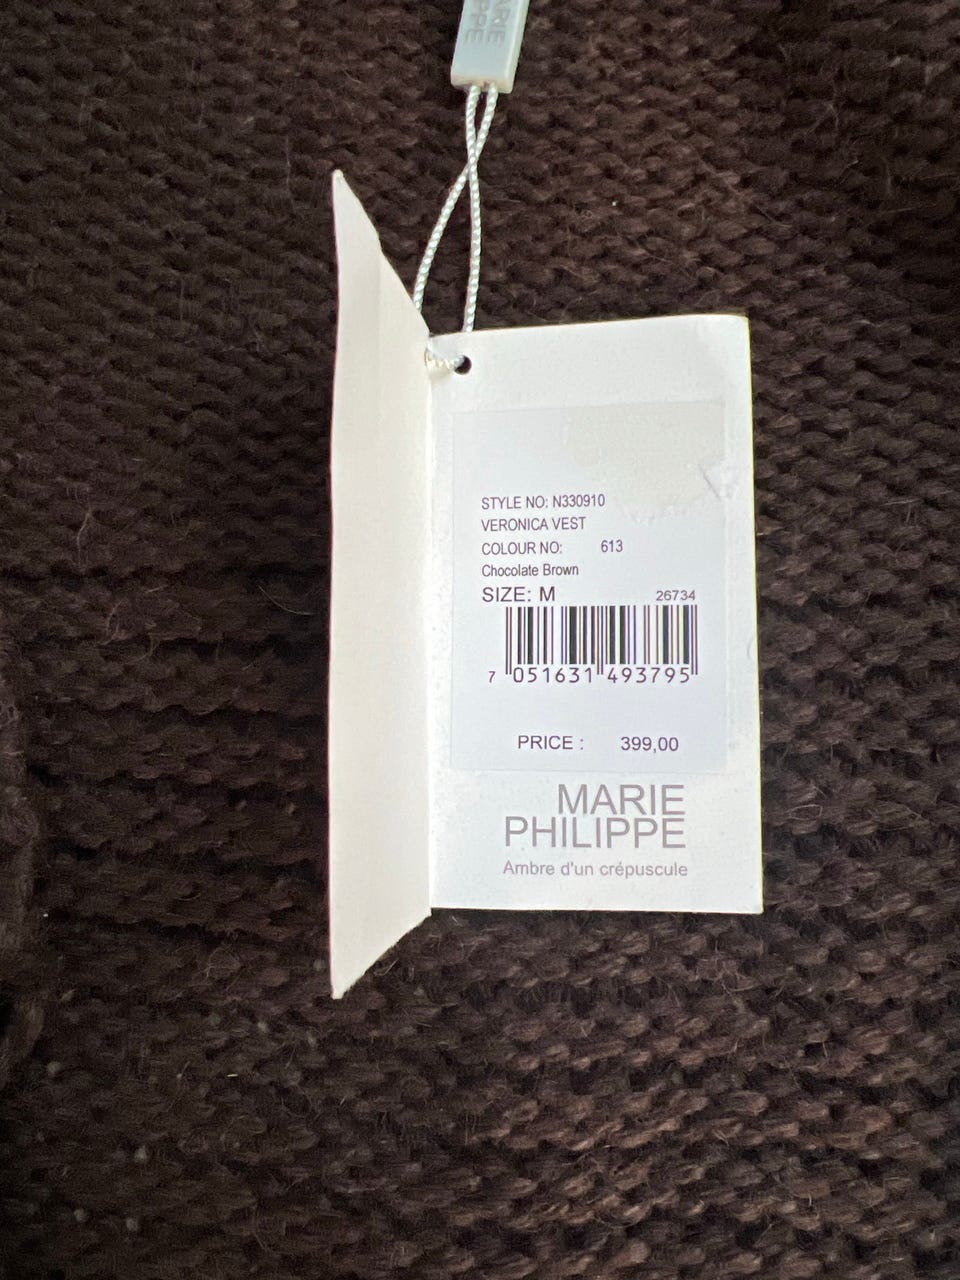 ARIE
PHILIPPE
STYLE NO: N330910
VERONICA VEST
COLOUR NO: 613
Chocolate Brown
SIZE: M 26734
7 051631 493795
PRICE : 399,00
MARIE
PHILIPPE
Ambre d'un crépuscule